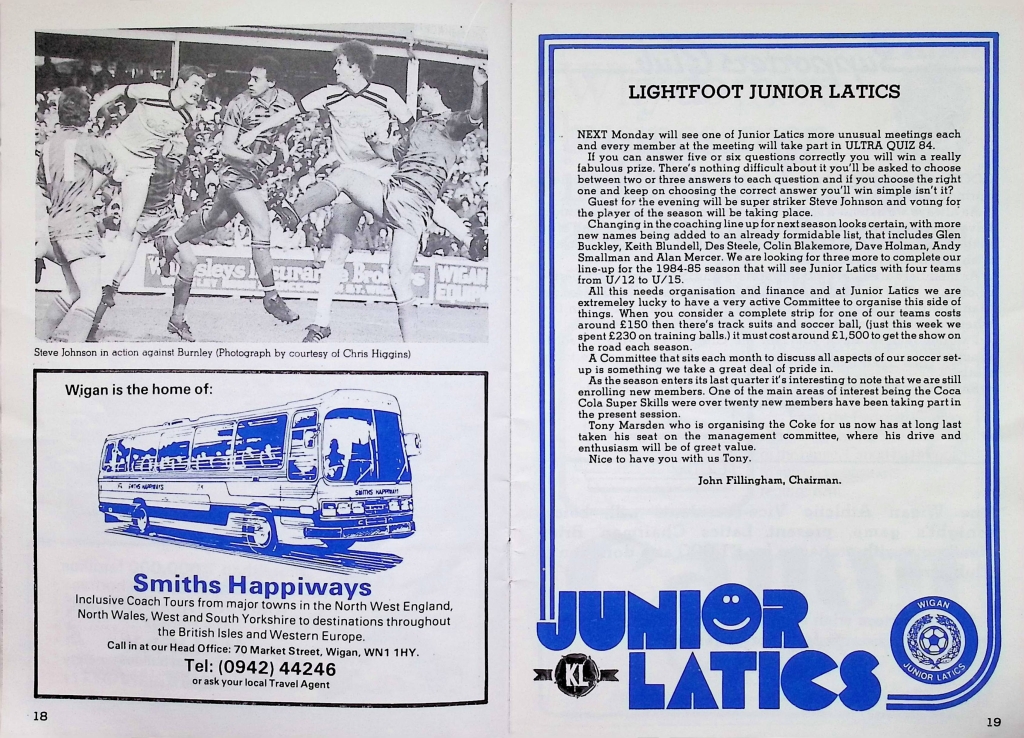 sleys Insurance Brokers
WIGAN
Steve Johnson in action against Burnley (Photograph by courtesy of Chris Higgins)
Wigan is the home of:
SMITHS HAPPIWAYS
SMITHS HAPPIWAYS
Smiths Happiways
Inclusive Coach Tours from major towns in the North West England,
North Wales, West and South Yorkshire to destinations throughout
the British Isles and Western Europe.
Call in at our Head Office: 70 Market Street, Wigan, WN1 1HY.
Tel: (0942) 44246
or ask your local Travel Agent
18
LIGHTFOOT JUNIOR LATICS
NEXT Monday will see one of Junior Latics more unusual meetings each
and every member at the meeting will take part in ULTRA QUIZ 84.
If you can answer five or six questions correctly you will win a really
fabulous prize. There's nothing difficult about it you'll be asked to choose
between two or three answers to each question and if you choose the right
one and keep on choosing the correct answer you'll win simple isn't it?
Guest for the evening will be super striker Steve Johnson and voung for
the player of the season will be taking place.
Changing in the coaching line up for next season looks certain, with more
new names being added to an already formidable list, that includes Glen
Buckley, Keith Blundell, Des Steele, Colin Blakemore, Dave Holman, Andy
Smallman and Alan Mercer. We are looking for three more to complete our
line-up for the 1984-85 season that will see Junior Latics with four teams
from U/12 to U/15.
All this needs organisation and finance and at Junior Latics we are
extremeley lucky to have a very active Committee to organise this side of
things. When you consider a complete strip for one of our teams costs
around £150 then there's track suits and soccer ball, (just this week we
spent £230 on training balls.) it must cost around £1,500 to get the show on
the road each season.
A Committee that sits each month to discuss all aspects of our soccer set-
up is something we take a great deal of pride in.
As the season enters its last quarter it's interesting to note that we are still
enrolling new members. One of the main areas of interest being the Coca
Cola Super Skills were over twenty new members have been taking part in
the present session.
Tony Marsden who is organising the Coke for us now has at long last
taken his seat on the management committee, where his drive and
enthusiasm will be of great value.
Nice to have you with us Tony.
John Fillingham, Chairman.
JUNIOR
LATICS
KL
WIGAN
JUNIOR LATICS
19